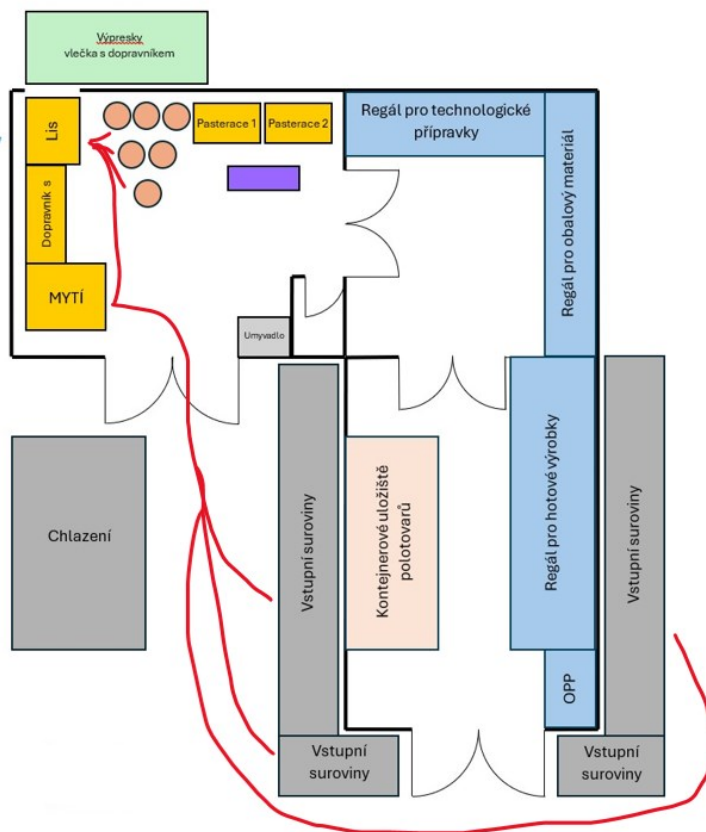 Výpresky
vlečka s dopravníkem
Lis
Pasterace 1
Pasterace 2
Regál pro technologické
přípravky
Regál pro obalový materiál
Dopravník s
MYTÍ
Umyvadlo
Chlazení
Vstupní suroviny
Kontejnerové uložiště
polotovarů
Regál pro hotové výrobky
Vstupní suroviny
OPP
Vstupní
suroviny
Vstupní
suroviny